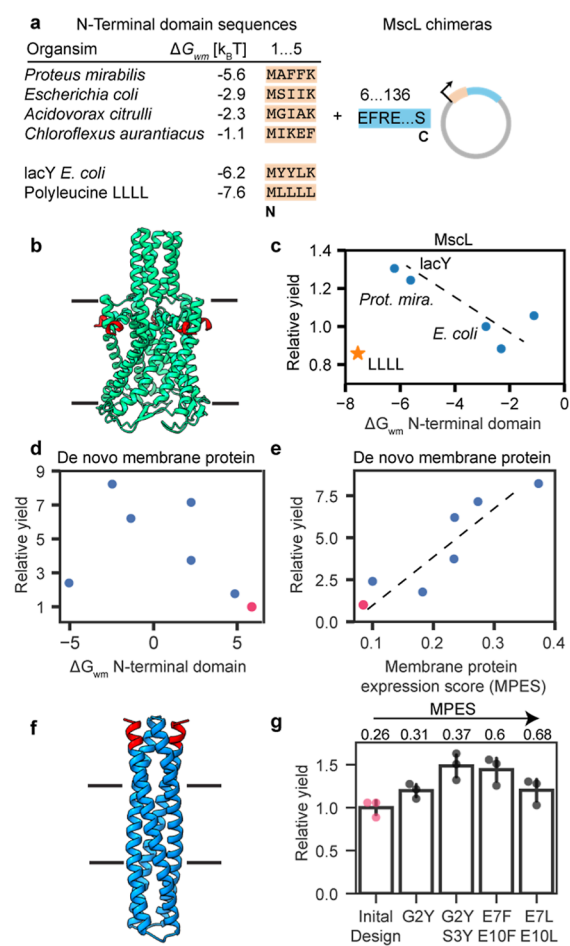 a
N-Terminal domain sequences
MscL chimeras
Organsim ΔGwm [kBT] 1...5
Proteus mirabilis -5.6 MAFFK
Escherichia coli -2.9 MSIIK
Acidovorax citrulli -2.3 MGIAK
Chloroflexus aurantiacus -1.1 MIKEF
lacY E. coli -6.2 MYYLK
Polyleucine LLLL -7.6 MLLLL
N
+
6...136
EFRE...S
C
b
c
MscL
Relative yield
1.4
1.2
1.0
0.8
lacY
Prot. mira.
E. coli
LLLL
-8 -6 -4 -2 0
ΔGwm N-terminal domain
d
De novo membrane protein
Relative yield
9
7
5
3
1
−5 0 5
ΔGwm N-terminal domain
e
De novo membrane protein
Relative yield
7.5
5.0
2.5
0.0
0.1 0.2 0.3 0.4
Membrane protein
expression score (MPES)
f
g
MPES
0.26 0.31 0.37 0.6 0.68
Relative yield
1.5
1.0
0.5
0.0
Inital G2Y G2Y E7F E7L
Design S3Y E10F E10L